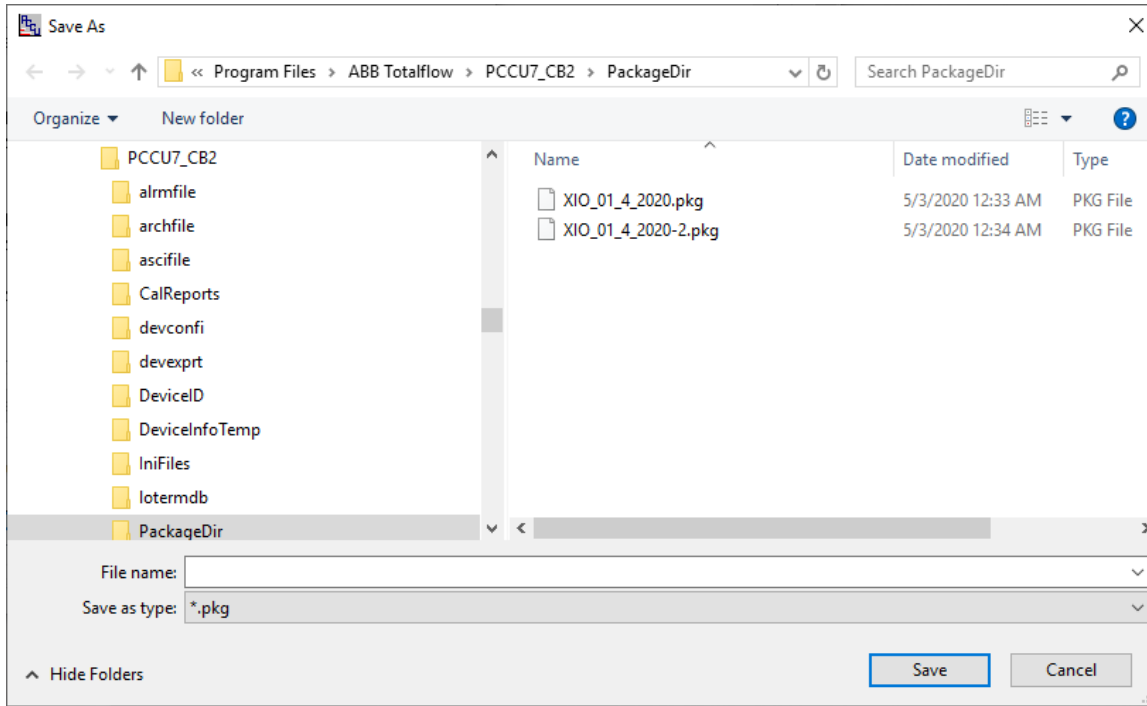 Save As
« Program Files > ABB Totalflow > PCCU7_CB2 > PackageDir
Search PackageDir
Organize
New folder
?
PCCU7_CB2
alrmfile
archfile
ascifile
CalReports
devconfi
devexprt
DeviceID
DeviceInfoTemp
IniFiles
Iotermdb
PackageDir
Name Date modified Type
XIO_01_4_2020.pkg 5/3/2020 12:33 AM PKG File
XIO_01_4_2020-2.pkg 5/3/2020 12:34 AM PKG File
File name:
Save as type: *.pkg
Hide Folders
Save
Cancel